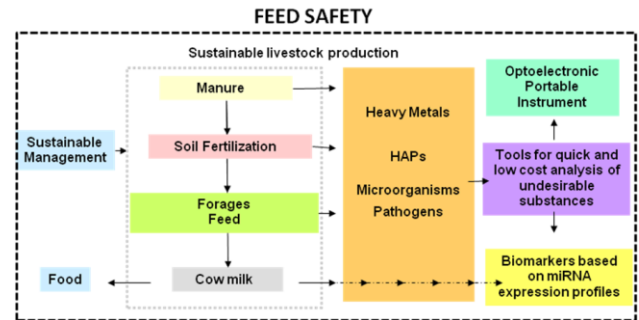 FEED SAFETY
Sustainable livestock production
Manure
Soil Fertilization
Forages
Feed
Cow milk
Sustainable
Management
Food
Heavy Metals
HAPs
Microorganisms
Pathogens
Optoelectronic
Portable
Instrument
Tools for quick and
low cost analysis of
undesirable
substances
Biomarkers based
on miRNA
expression profiles